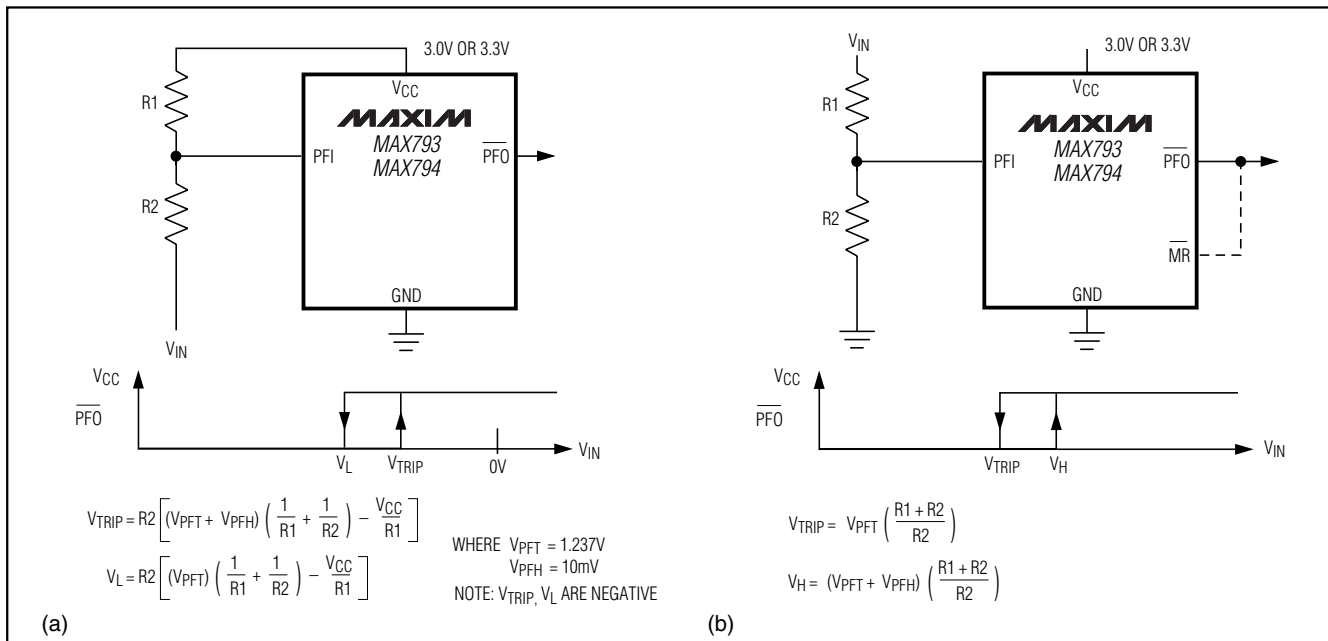 3.0V OR 3.3V
R1
VCC
MAXIM
MAX793
MAX794
PFI
PFO
R2
GND
VIN
VCC
PFO
VL
VTRIP
0V
VIN
VTRIP = R2 [(VPFT + VPFH) (1/R1 + 1/R2) − VCC/R1]
VL = R2 [(VPFT) (1/R1 + 1/R2) − VCC/R1]
WHERE VPFT = 1.237V
VPFH = 10mV
NOTE: VTRIP, VL ARE NEGATIVE
(a)
VIN
3.0V OR 3.3V
R1
VCC
MAXIM
MAX793
MAX794
PFI
PFO
R2
MR
GND
VCC
PFO
VTRIP
VH
VIN
VTRIP = VPFT (R1 + R2/R2)
VH = (VPFT + VPFH) (R1 + R2/R2)
(b)